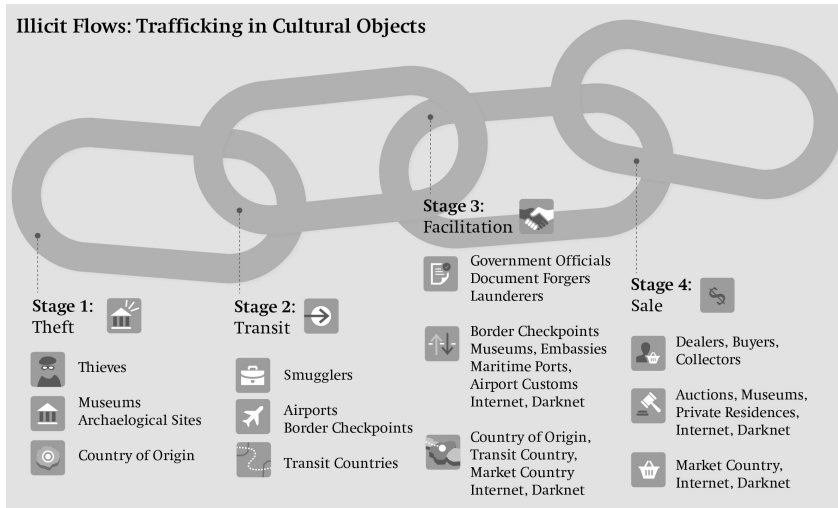 Illicit Flows: Trafficking in Cultural Objects
Stage 1:
Theft
Thieves
Museums
Archaelogical Sites
Country of Origin
Stage 2:
Transit
Smugglers
Airports
Border Checkpoints
Transit Countries
Stage 3:
Facilitation
Government Officials
Document Forgers
Launderers
Border Checkpoints
Museums, Embassies
Maritime Ports,
Airport Customs
Internet, Darknet
Country of Origin,
Transit Country,
Market Country
Internet, Darknet
Stage 4:
Sale
$
Dealers, Buyers,
Collectors
Auctions, Museums,
Private Residences,
Internet, Darknet
Market Country,
Internet, Darknet